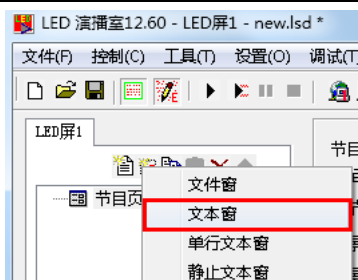 LED 演播室12.60 - LED屏1 - new.lsd *
文件(F) 控制(C) 工具(T) 设置(O) 调试(T)
LED屏1
节目
节目页
文件窗
文本窗
单行文本窗
静止文本窗